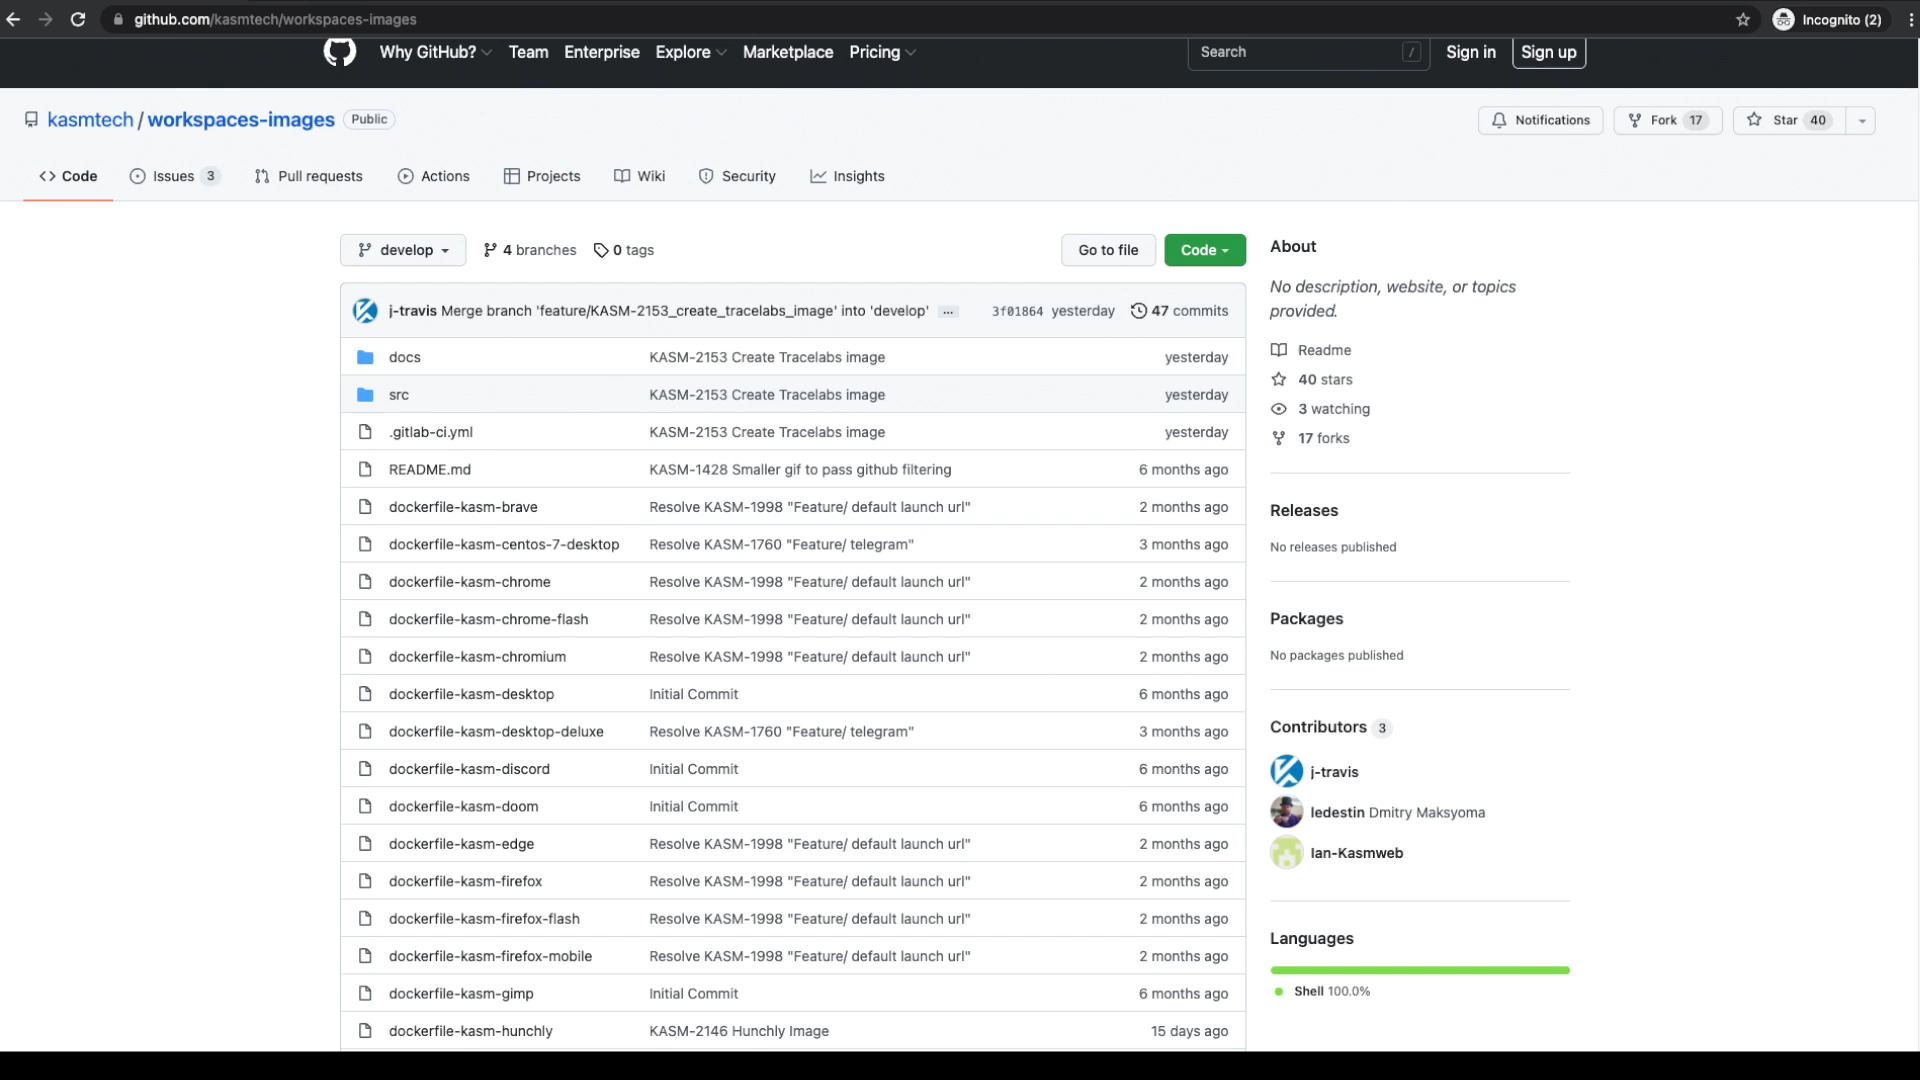 github.com/kasmtech/workspaces-images
Incognito (2)
Why GitHub? Team Enterprise Explore Marketplace Pricing
Search /
Sign in Sign up
kasmtech / workspaces-images Public
Notifications Fork 17 Star 40
Code Issues 3 Pull requests Actions Projects Wiki Security Insights
develop 4 branches 0 tags Go to file Code
j-travis Merge branch 'feature/KASM-2153_create_tracelabs_image' into 'develop' ... 3f01864 yesterday 47 commits
docs KASM-2153 Create Tracelabs image yesterday
src KASM-2153 Create Tracelabs image yesterday
.gitlab-ci.yml KASM-2153 Create Tracelabs image yesterday
README.md KASM-1428 Smaller gif to pass github filtering 6 months ago
dockerfile-kasm-brave Resolve KASM-1998 "Feature/ default launch url" 2 months ago
dockerfile-kasm-centos-7-desktop Resolve KASM-1760 "Feature/ telegram" 3 months ago
dockerfile-kasm-chrome Resolve KASM-1998 "Feature/ default launch url" 2 months ago
dockerfile-kasm-chrome-flash Resolve KASM-1998 "Feature/ default launch url" 2 months ago
dockerfile-kasm-chromium Resolve KASM-1998 "Feature/ default launch url" 2 months ago
dockerfile-kasm-desktop Initial Commit 6 months ago
dockerfile-kasm-desktop-deluxe Resolve KASM-1760 "Feature/ telegram" 3 months ago
dockerfile-kasm-discord Initial Commit 6 months ago
dockerfile-kasm-doom Initial Commit 6 months ago
dockerfile-kasm-edge Resolve KASM-1998 "Feature/ default launch url" 2 months ago
dockerfile-kasm-firefox Resolve KASM-1998 "Feature/ default launch url" 2 months ago
dockerfile-kasm-firefox-flash Resolve KASM-1998 "Feature/ default launch url" 2 months ago
dockerfile-kasm-firefox-mobile Resolve KASM-1998 "Feature/ default launch url" 2 months ago
dockerfile-kasm-gimp Initial Commit 6 months ago
dockerfile-kasm-hunchly KASM-2146 Hunchly Image 15 days ago
About
No description, website, or topics
provided.
Readme
40 stars
3 watching
17 forks
Releases
No releases published
Packages
No packages published
Contributors 3
j-travis
ledestin Dmitry Maksyoma
Ian-Kasmweb
Languages
Shell 100.0%